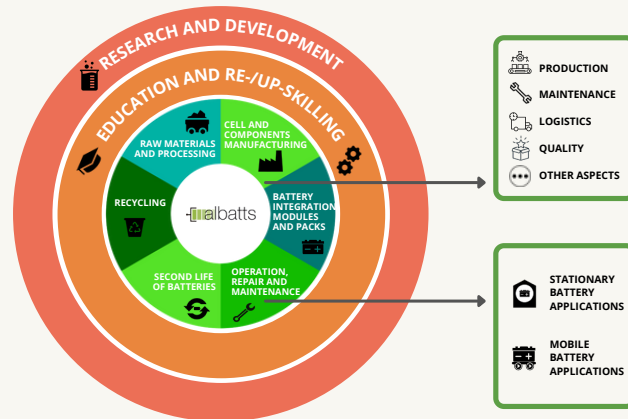 RESEARCH AND DEVELOPMENT
EDUCATION AND RE-/UP-SKILLING
RAW MATERIALS
AND PROCESSING
CELL AND
COMPONENTS
MANUFACTURING
RECYCLING
albatts
BATTERY
INTEGRATION
MODULES
AND PACKS
SECOND LIFE
OF BATTERIES
OPERATION,
REPAIR AND
MAINTENANCE
PRODUCTION
MAINTENANCE
LOGISTICS
QUALITY
OTHER ASPECTS
STATIONARY
BATTERY
APPLICATIONS
MOBILE
BATTERY
APPLICATIONS